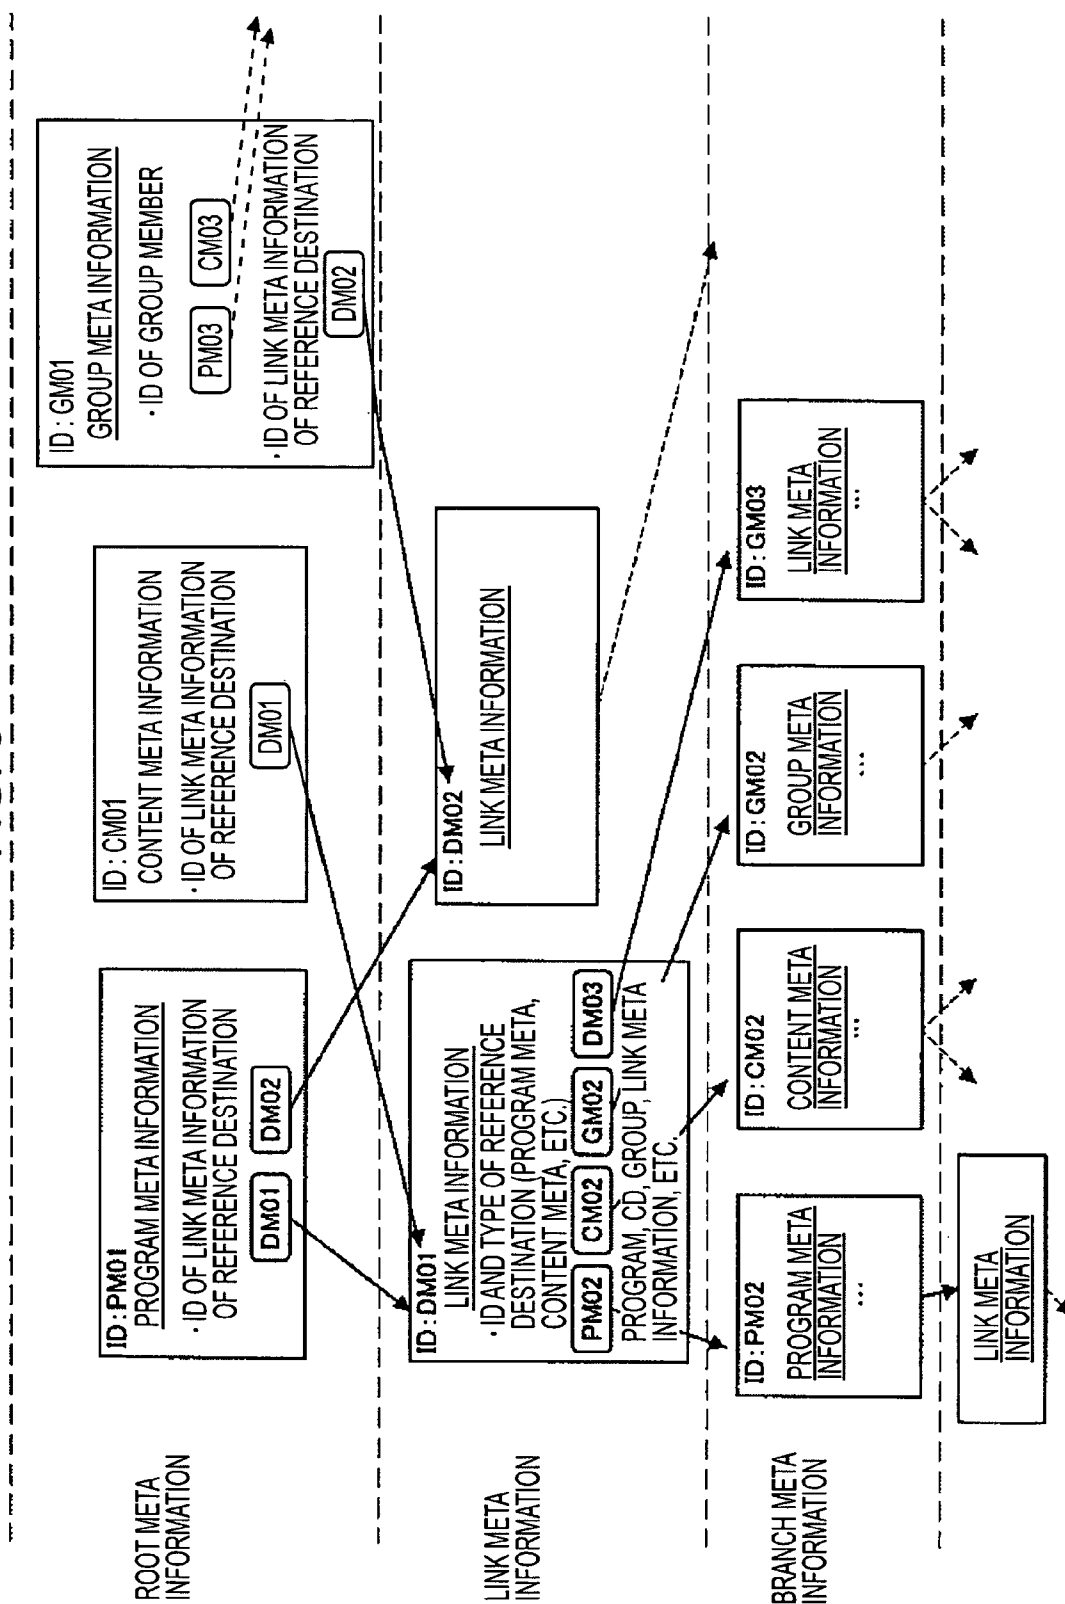 ROOT META
INFORMATION
ID:PM01
PROGRAM META INFORMATION
·ID OF LINK META INFORMATION
OF REFERENCE DESTINATION
DM01
DM02
ID:CM01
CONTENT META INFORMATION
·ID OF LINK META INFORMATION
OF REFERENCE DESTINATION
DM01
ID:GM01
GROUP META INFORMATION
·ID OF GROUP MEMBER
PM03
CM03
·ID OF LINK META INFORMATION
OF REFERENCE DESTINATION
DM02
LINK META
INFORMATION
ID:DM01
LINK META INFORMATION
·ID AND TYPE OF REFERENCE
DESTINATION (PROGRAM META,
CONTENT META, ETC.)
PM02
CM02
GM02
DM03
PROGRAM, CD, GROUP, LINK META
INFORMATION, ETC.
ID:DM02
LINK META INFORMATION
BRANCH META
INFORMATION
ID:PM02
PROGRAM META
INFORMATION
...
ID:CM02
CONTENT META
INFORMATION
...
ID:GM02
GROUP META
INFORMATION
...
ID:GM03
LINK META
INFORMATION
...
LINK META
INFORMATION